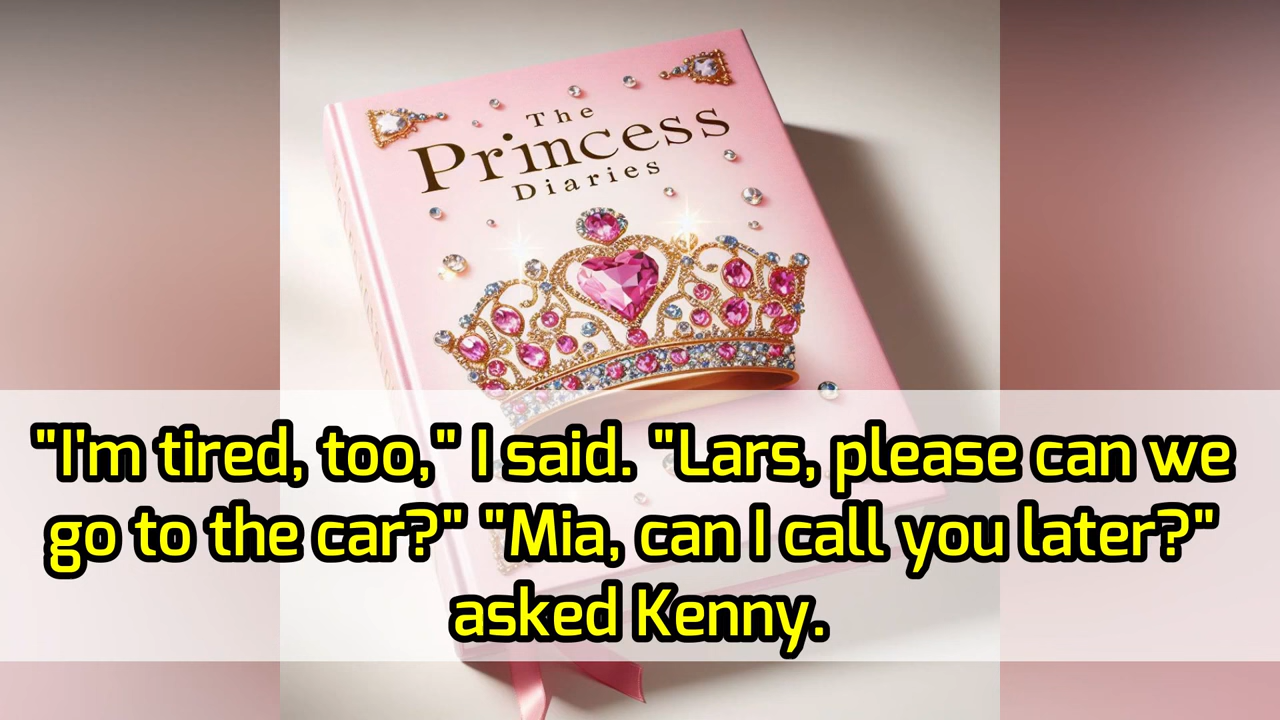 The
Princess
Diaries
"I'm tired, too," I said. "Lars, please can we
go to the car?" "Mia, can I call you later?"
asked Kenny.